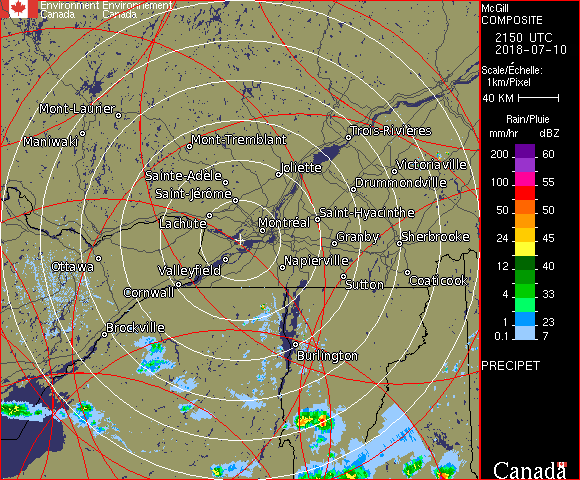 Environment Environnement
Canada Canada
McGill
COMPOSITE
2150 UTC
2018-07-10
Scale/Échelle:
1km/Pixel
40 KM
Rain/Pluie
mm/hr dBZ
200 60
100 55
50 50
24 45
12 40
4 33
1 23
0.1 7
PRECIPET
Canada
Mont-Laurier
Maniwaki
Mont-Tremblant
Trois-Rivières
Sainte-Adèle
Joliette
Victoriaville
Saint-Jérôme
Drummondville
Lachute
Montréal
Saint-Hyacinthe
Granby
Sherbrooke
Ottawa
Valleyfield
Napierville
Cornwall
Sutton
Coaticook
Brockville
Burlington